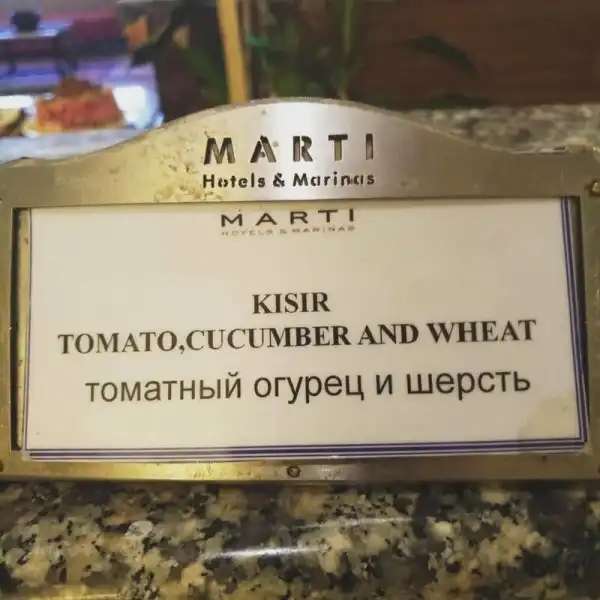 MARTI
Hotels & Marinas
MARTI
HOTELS & MARINAS
KISIR
TOMATO,CUCUMBER AND WHEAT
томатный огурец и шерсть